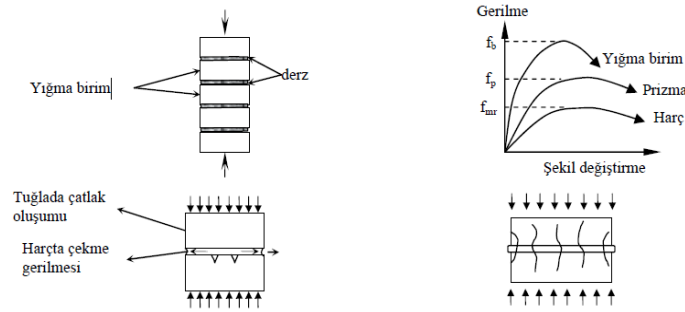 Yığma birim
derz
Gerilme
f_b
f_p
f_mr
Yığma birim
Prizma
Harç
Şekil değiştirme
Tuğlada çatlak
oluşumu
Harçta çekme
gerilmesi